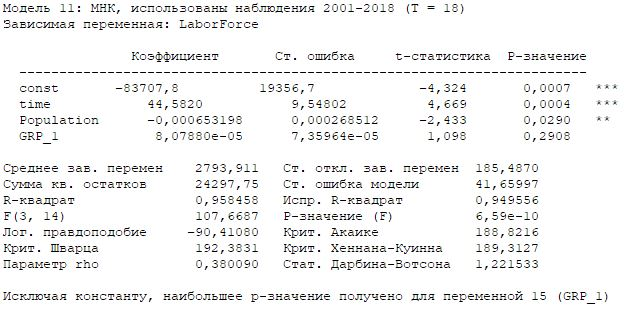 Модель 11: МНК, использованы наблюдения 2001-2018 (T = 18)
Зависимая переменная: LaborForce
Коэффициент Ст. ошибка t-статистика P-значение
const -83707,8 19356,7 -4,324 0,0007 ***
time 44,5820 9,54802 4,669 0,0004 ***
Population -0,000653198 0,000268512 -2,433 0,0290 **
GRP_1 8,07880e-05 7,35964e-05 1,098 0,2908
Среднее зав. перемен 2793,911 Ст. откл. зав. перемен 185,4870
Сумма кв. остатков 24297,75 Ст. ошибка модели 41,65997
R-квадрат 0,958458 Испр. R-квадрат 0,949556
F(3, 14) 107,6687 Р-значение (F) 6,59e-10
Лог. правдоподобие -90,41080 Крит. Акаике 188,8216
Крит. Шварца 192,3831 Крит. Хеннана-Куинна 189,3127
Параметр rho 0,380090 Стат. Дарбина-Вотсона 1,221533
Исключая константу, наибольшее р-значение получено для переменной 15 (GRP_1)